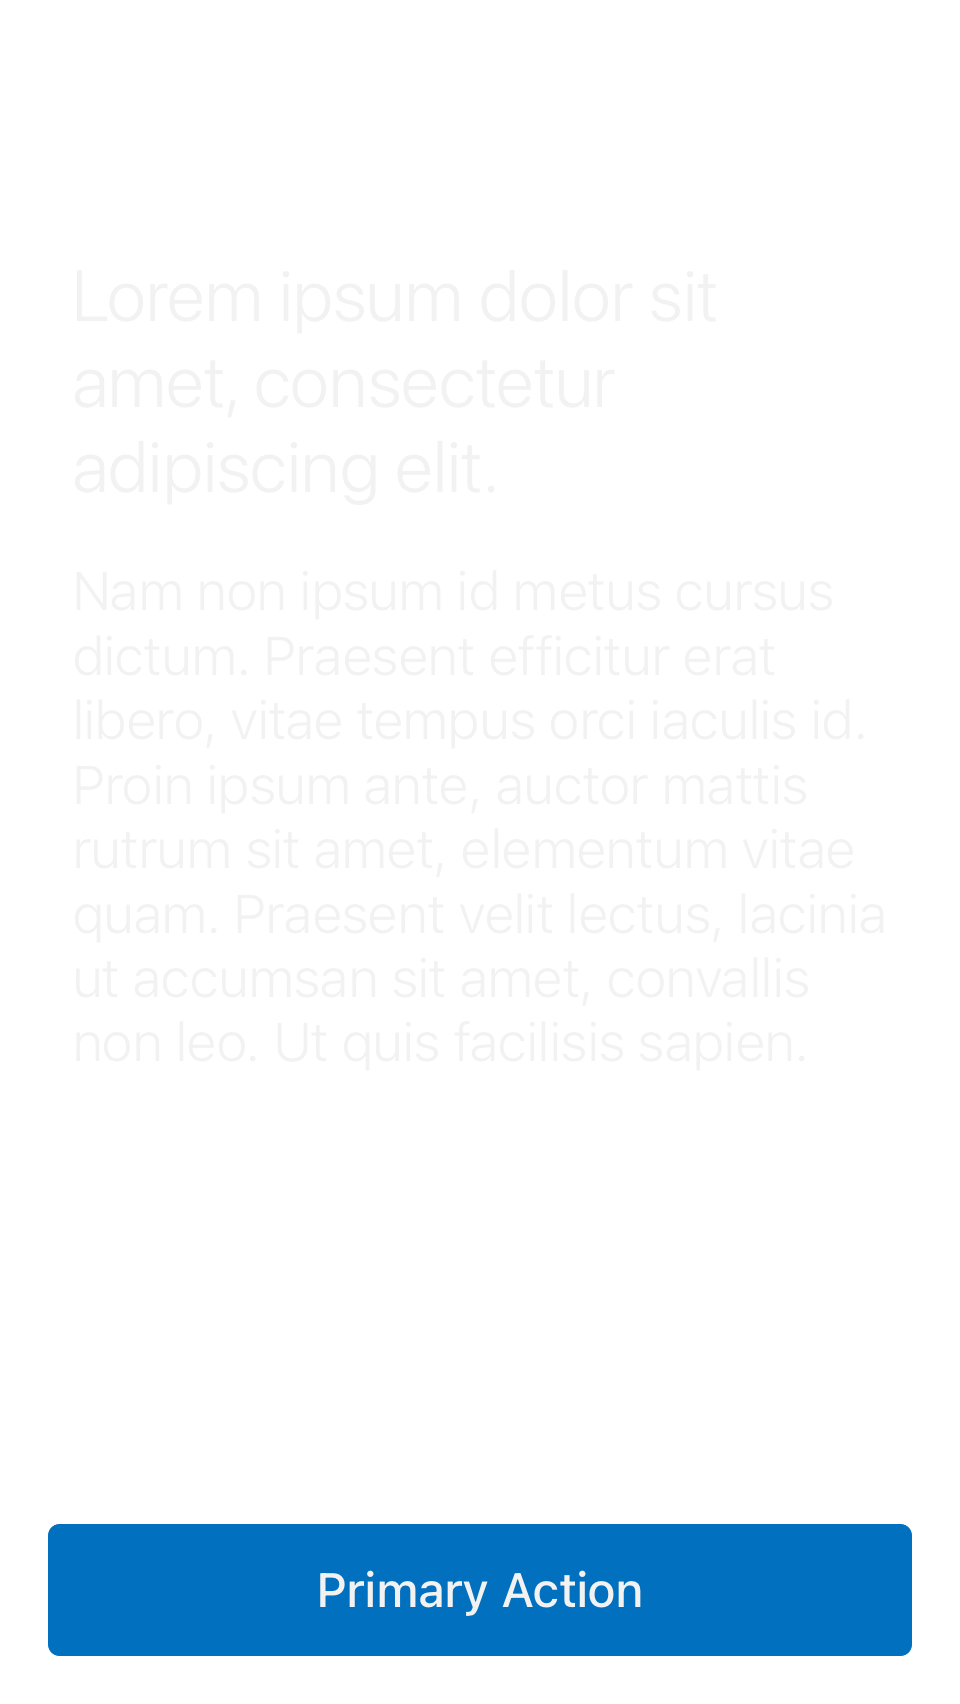 Lorem ipsum dolor sit
amet, consectetur
adipiscing elit.
Nam non ipsum id metus cursus
dictum. Praesent efficitur erat
libero, vitae tempus orci iaculis id.
Proin ipsum ante, auctor mattis
rutrum sit amet, elementum vitae
quam. Praesent velit lectus, lacinia
ut accumsan sit amet, convallis
non leo. Ut quis facilisis sapien.
Primary Action